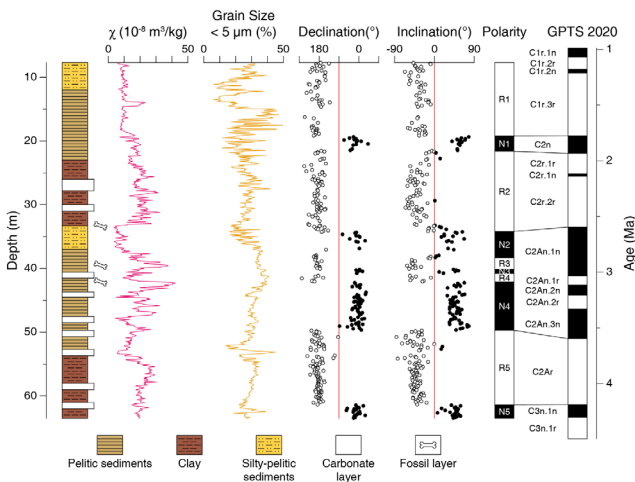 Grain Size
χ (10⁻⁸ m³/kg) < 5 µm (%) Declination(°) Inclination(°) Polarity GPTS 2020
0 50 0 50 180 0 -90 0 90
10
20
30
40
50
60
Depth (m)
R1
N1
R2
N2
R3
N3
R4
N4
R5
N5
C1r.1n
C1r.2r
C1r.2n
C1r.3r
C2n
C2r.1r
C2r.1n
C2r.2r
C2An.1n
C2An.1r
C2An.2n
C2An.2r
C2An.3n
C2Ar
C3n.1n
C3n.1r
1
2
3
4
Age (Ma)
Pelitic sediments Clay Silty-pelitic sediments Carbonate layer Fossil layer